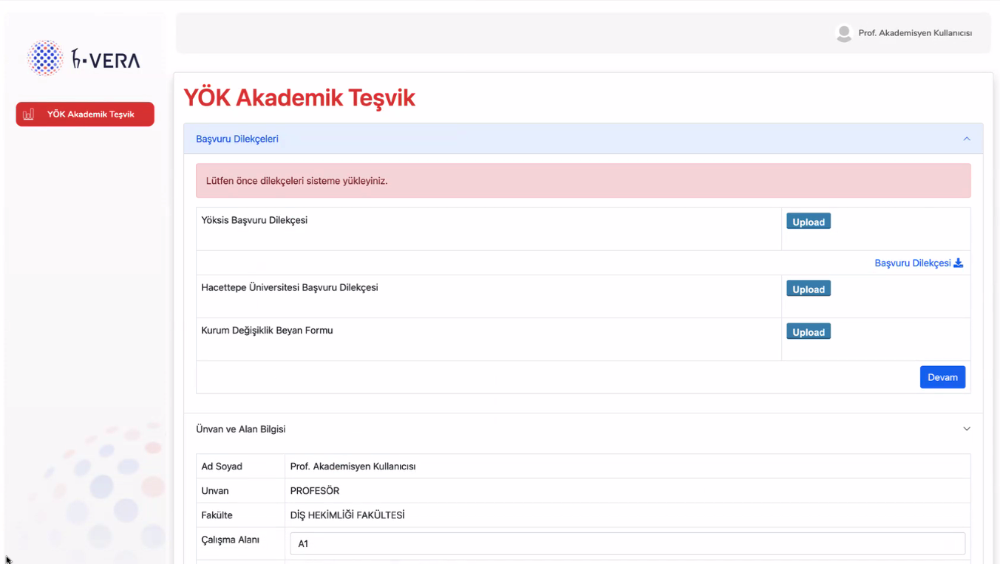 Prof. Akademisyen Kullanıcısı
h·VERA
YÖK Akademik Teşvik
YÖK Akademik Teşvik
Başvuru Dilekçeleri
Lütfen önce dilekçeleri sisteme yükleyiniz.
Yöksis Başvuru Dilekçesi
Upload
Başvuru Dilekçesi
Hacettepe Üniversitesi Başvuru Dilekçesi
Upload
Kurum Değişiklik Beyan Formu
Upload
Devam
Ünvan ve Alan Bilgisi
Ad Soyad
Prof. Akademisyen Kullanıcısı
Unvan
PROFESÖR
Fakülte
DİŞ HEKİMLİĞİ FAKÜLTESİ
Çalışma Alanı
A1